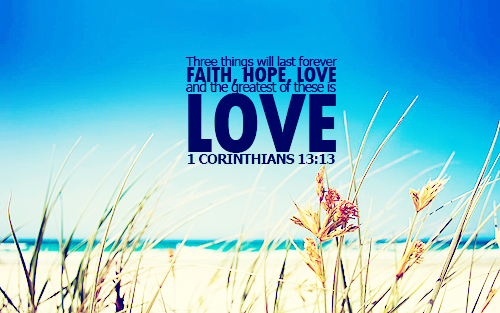 Three things will last forever
FAITH, HOPE, LOVE
and the greatest of these is
LOVE
1 CORINTHIANS 13:13